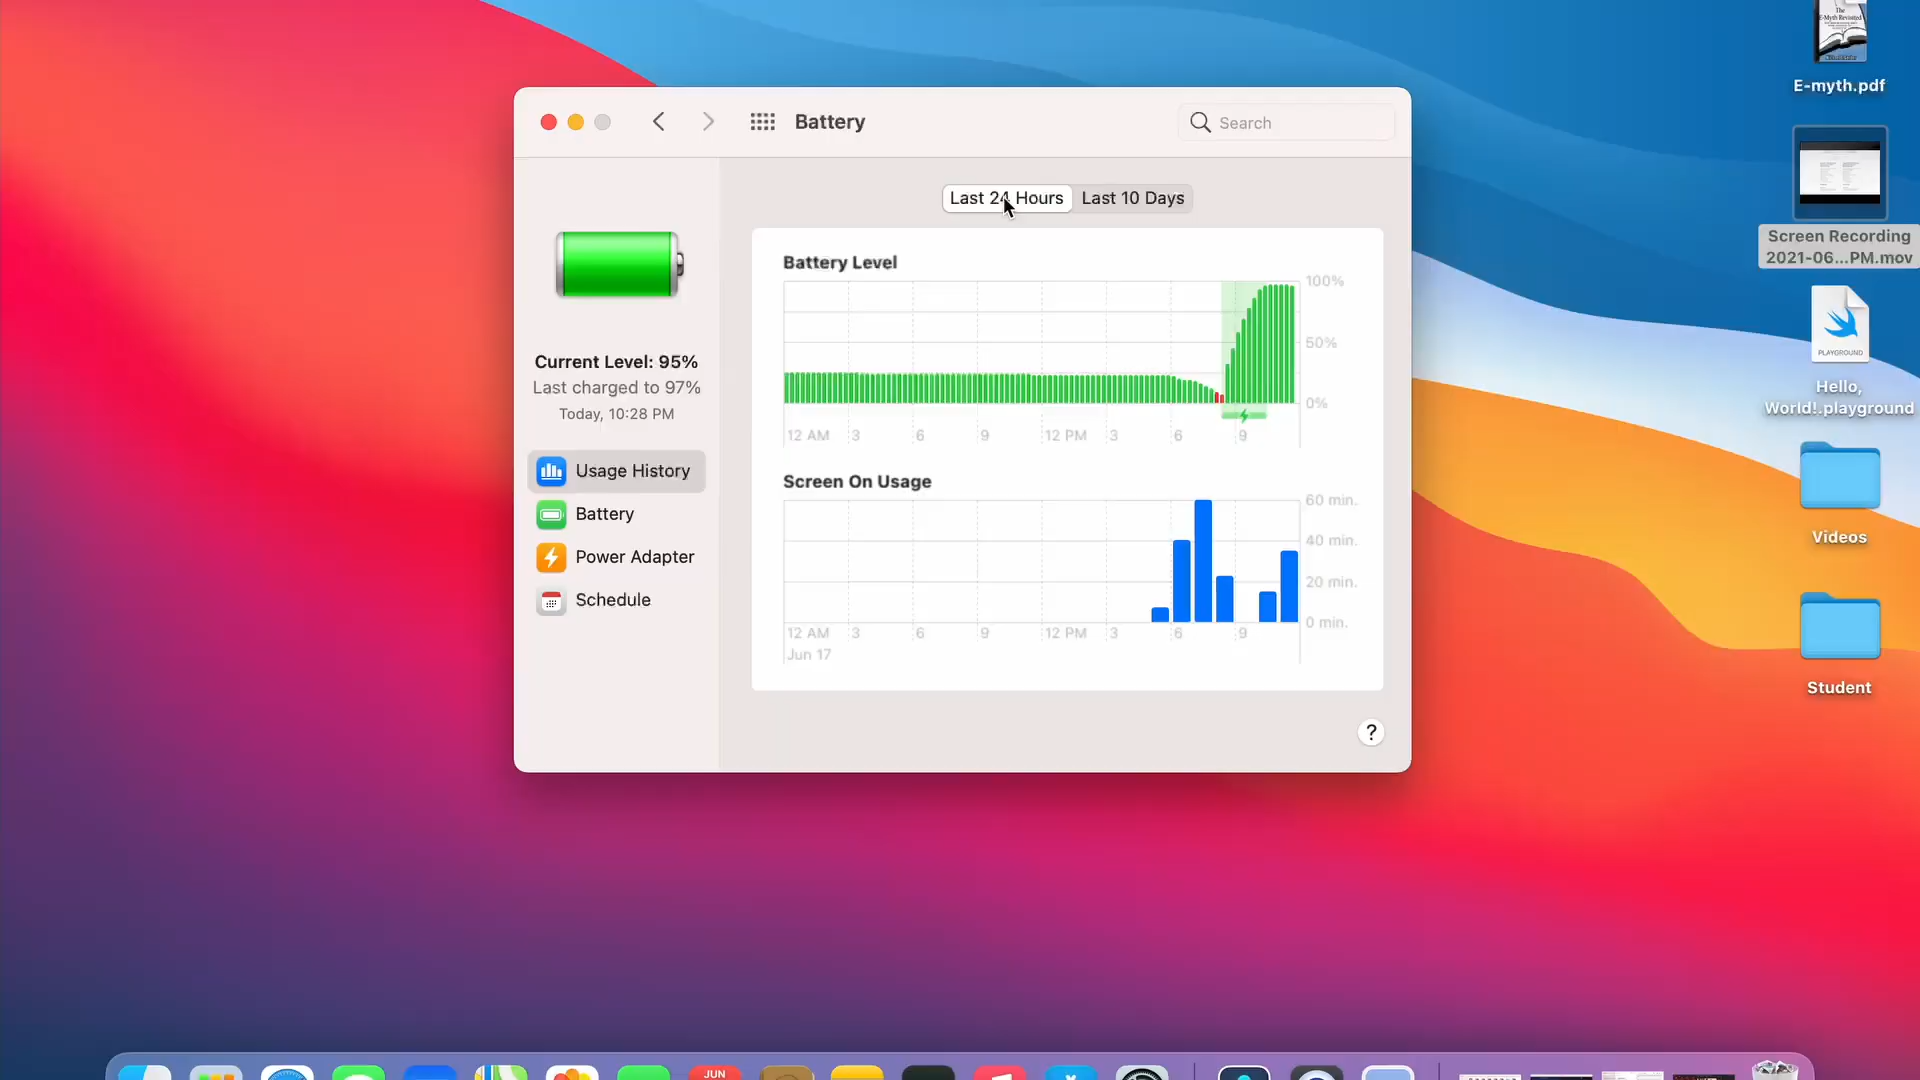 The
E-Myth Revisited
E-myth.pdf
Battery
Search
Last 24 Hours
Last 10 Days
Battery Level
100%
50%
0%
12 AM 3 6 9 12 PM 3 6 9
Current Level: 95%
Last charged to 97%
Today, 10:28 PM
Usage History
Battery
Power Adapter
Schedule
Screen On Usage
60 min.
40 min.
20 min.
0 min.
12 AM 3 6 9 12 PM 3 6 9
Jun 17
?
Screen Recording
2021-06...PM.mov
PLAYGROUND
Hello,
World!.playground
Videos
Student
JUN